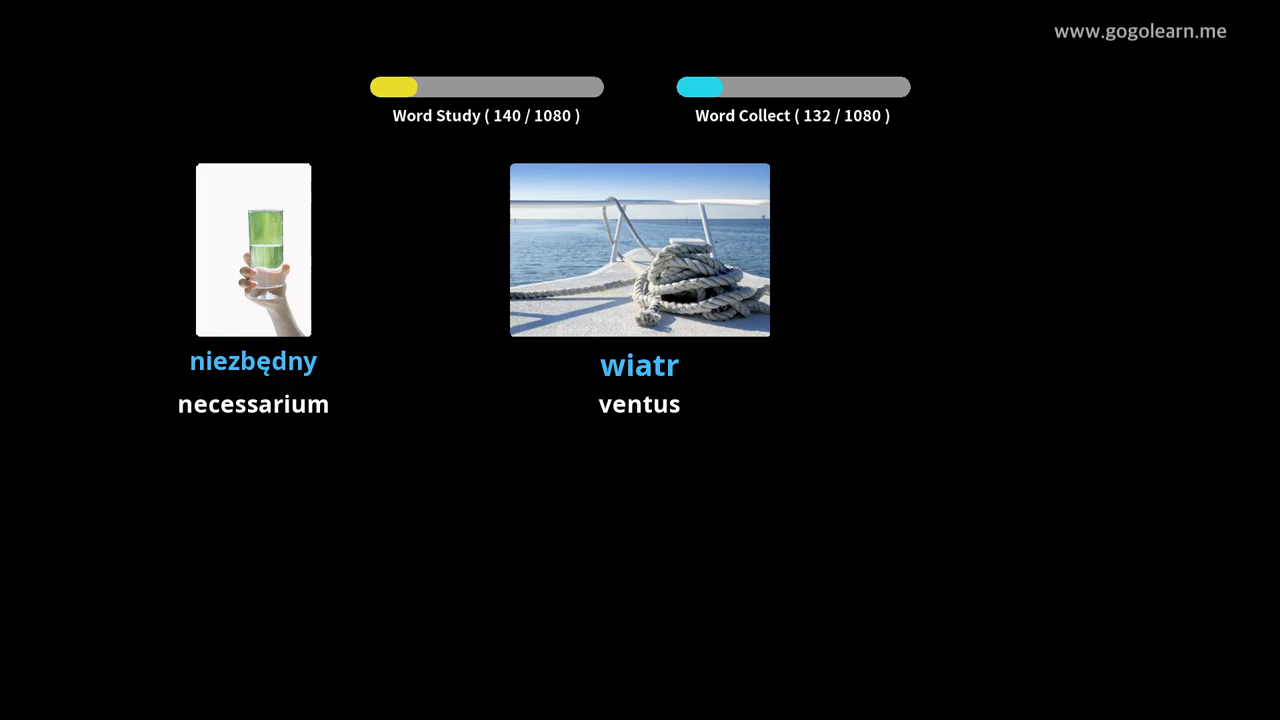 www.gogolearn.me
Word Study ( 140 / 1080 )
Word Collect ( 132 / 1080 )
niezbędny
necessarium
wiatr
ventus